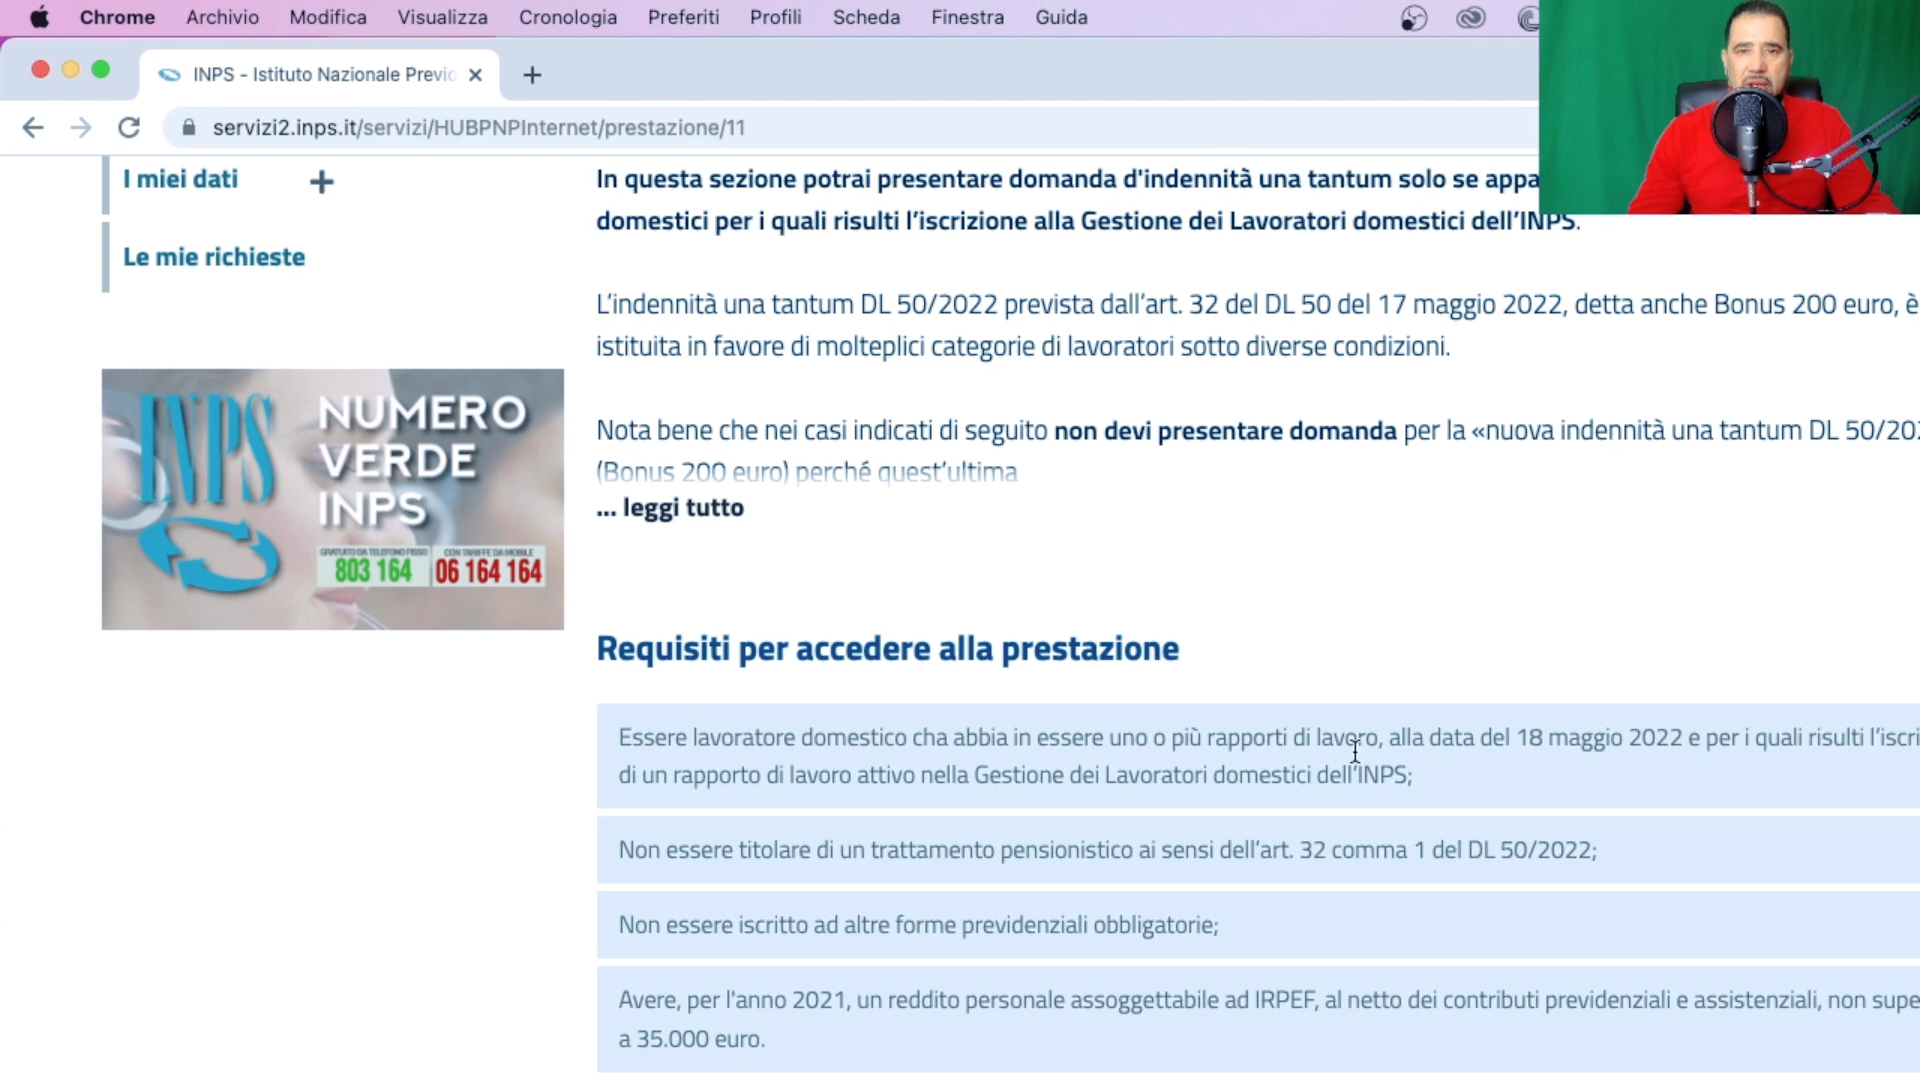 Chrome Archivio Modifica Visualizza Cronologia Preferiti Profili Scheda Finestra Guida
INPS - Istituto Nazionale Previd
servizi2.inps.it/servizi/HUBPNPInternet/prestazione/11
I miei dati +
Le mie richieste
In questa sezione potrai presentare domanda d'indennità una tantum solo se appa
domestici per i quali risulti l'iscrizione alla Gestione dei Lavoratori domestici dell'INPS.
L'indennità una tantum DL 50/2022 prevista dall'art. 32 del DL 50 del 17 maggio 2022, detta anche Bonus 200 euro, è
istituita in favore di molteplici categorie di lavoratori sotto diverse condizioni.
Nota bene che nei casi indicati di seguito non devi presentare domanda per la «nuova indennità una tantum DL 50/202
(Bonus 200 euro) perché quest'ultima
... leggi tutto
INPS
NUMERO
VERDE
INPS
GRATUITO DA TELEFONO FISSO
803 164
CON TARIFFE DA MOBILE
06 164 164
Requisiti per accedere alla prestazione
Essere lavoratore domestico cha abbia in essere uno o più rapporti di lavoro, alla data del 18 maggio 2022 e per i quali risulti l'iscri
di un rapporto di lavoro attivo nella Gestione dei Lavoratori domestici dell'INPS;
Non essere titolare di un trattamento pensionistico ai sensi dell'art. 32 comma 1 del DL 50/2022;
Non essere iscritto ad altre forme previdenziali obbligatorie;
Avere, per l'anno 2021, un reddito personale assoggettabile ad IRPEF, al netto dei contributi previdenziali e assistenziali, non supe
a 35.000 euro.